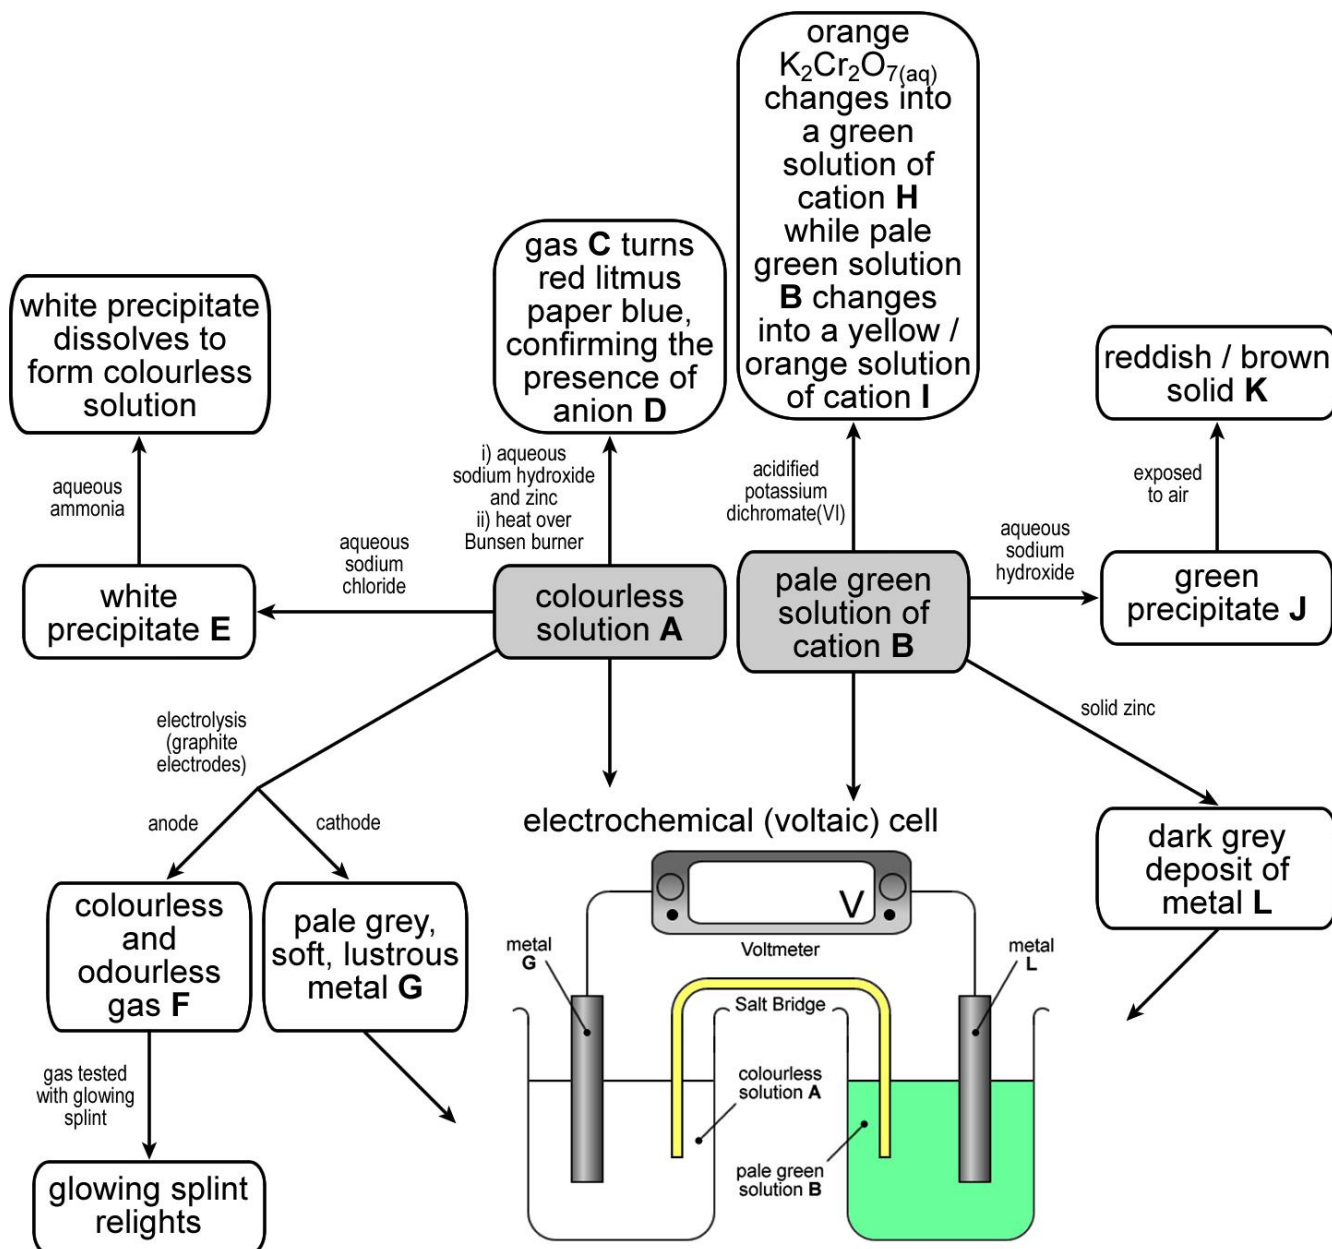 orange
K₂Cr₂O₇(aq)
changes into
a green
solution of
cation H
while pale
green solution
B changes
into a yellow /
orange solution
of cation I
gas C turns
red litmus
paper blue,
confirming the
presence of
anion D
white precipitate
dissolves to
form colourless
solution
reddish / brown
solid K
aqueous
ammonia
i) aqueous
sodium hydroxide
and zinc
ii) heat over
Bunsen burner
acidified
potassium
dichromate(VI)
exposed
to air
aqueous
sodium
chloride
aqueous
sodium
hydroxide
white
precipitate E
colourless
solution A
pale green
solution of
cation B
green
precipitate J
electrolysis
(graphite
electrodes)
solid zinc
anode
cathode
electrochemical (voltaic) cell
colourless
and
odourless
gas F
pale grey,
soft, lustrous
metal G
dark grey
deposit of
metal L
V
Voltmeter
metal
G
metal
L
Salt Bridge
colourless
solution A
pale green
solution B
gas tested
with glowing
splint
glowing splint
relights